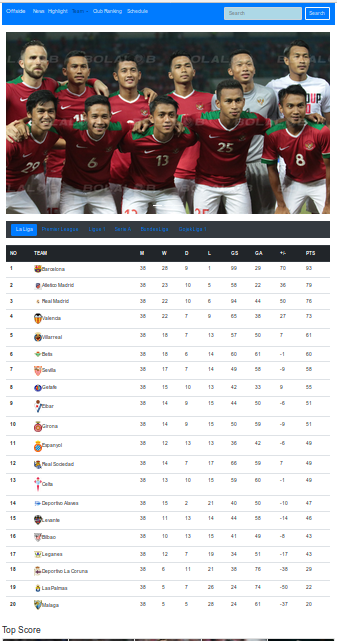 Offside News Highlight Team Club Ranking Schedule Search Search
La Liga Premier League Ligue 1 Serie A Bundesliga Gojek Liga 1
NO TEAM M W D L GS GA +/- PTS
1 Barcelona 38 28 9 1 99 29 70 93
2 Atletico Madrid 38 23 10 5 58 22 36 79
3 Real Madrid 38 22 10 6 94 44 50 76
4 Valencia 38 22 7 9 65 38 27 73
5 Villarreal 38 18 7 13 57 50 7 61
6 Betis 38 18 6 14 60 61 -1 60
7 Sevilla 38 17 7 14 49 58 -9 58
8 Getafe 38 15 10 13 42 33 9 55
9 Eibar 38 14 9 15 44 50 -6 51
10 Girona 38 14 9 15 50 59 -9 51
11 Espanyol 38 12 13 13 36 42 -6 49
12 Real Sociedad 38 14 7 17 66 59 7 49
13 Celta 38 13 10 15 59 60 -1 49
14 Deportivo Alaves 38 15 2 21 40 50 -10 47
15 Levante 38 11 13 14 44 58 -14 46
16 Bilbao 38 10 13 15 41 49 -8 43
17 Leganes 38 12 7 19 34 51 -17 43
18 Deportivo La Coruna 38 6 11 21 38 76 -38 29
19 Las Palmas 38 5 7 26 24 74 -50 22
20 Malaga 38 5 5 28 24 61 -37 20
Top Score